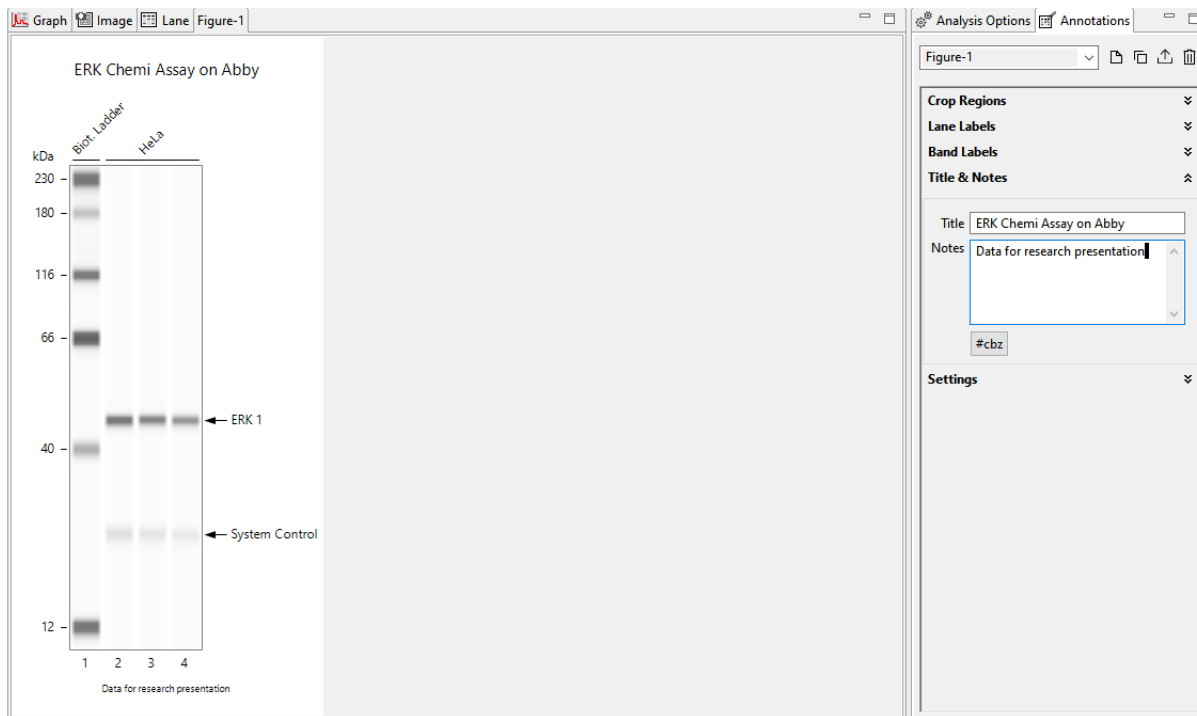 Graph
Image
Lane
Figure-1
ERK Chemi Assay on Abby
Biot. Ladder
HeLa
kDa
230
180
116
66
ERK 1
40
System Control
12
1 2 3 4
Data for research presentation
Analysis Options
Annotations
Figure-1
Crop Regions
Lane Labels
Band Labels
Title & Notes
Title ERK Chemi Assay on Abby
Notes Data for research presentation
#cbz
Settings